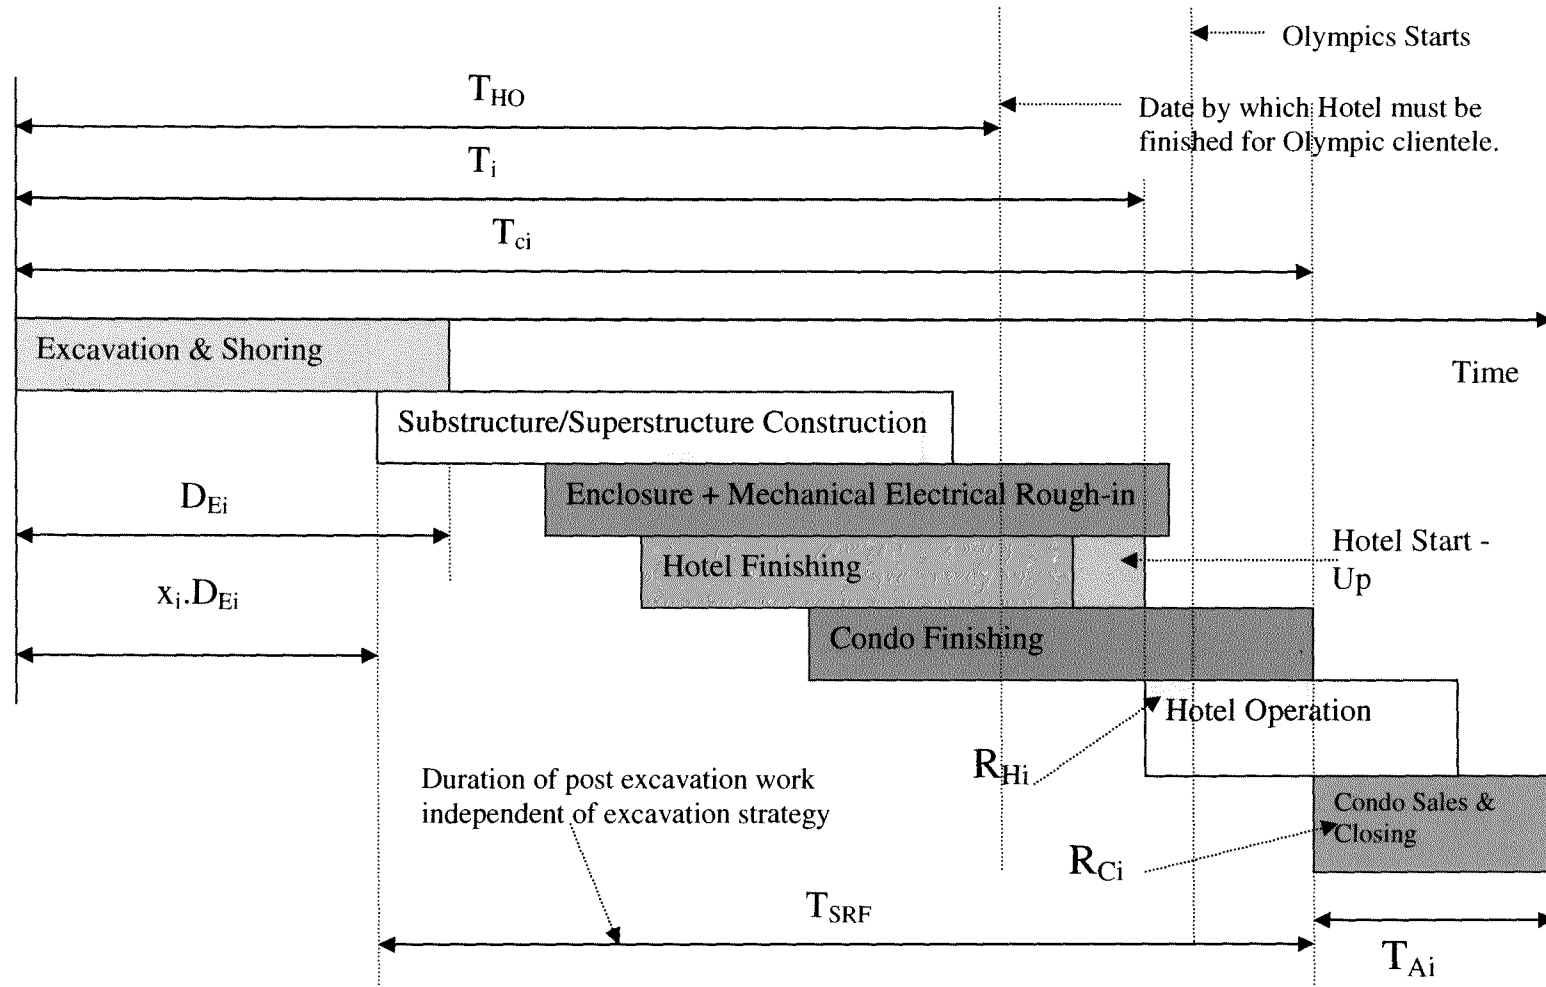 Olympics Starts
T_HO
Date by which Hotel must be
finished for Olympic clientele.
T_i
T_ci
Excavation & Shoring
Time
Substructure/Superstructure Construction
D_Ei
Enclosure + Mechanical Electrical Rough-in
Hotel Start -
Up
Hotel Finishing
x_i.D_Ei
Condo Finishing
Hotel Operation
R_Hi
Duration of post excavation work
independent of excavation strategy
Condo Sales &
Closing
R_Ci
T_SRF
T_Ai